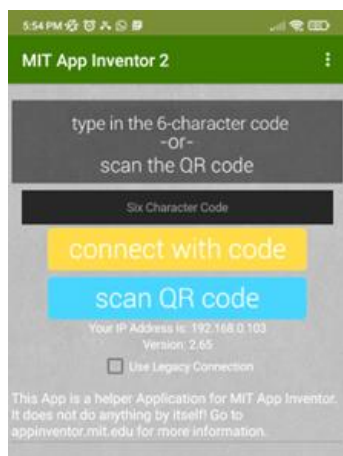 5:54 PM
MIT App Inventor 2
type in the 6-character code
-or-
scan the QR code
Six Character Code
connect with code
scan QR code
Your IP Address is: 192.168.0.103
Version: 2.65
Use Legacy Connection
This App is a helper Application for MIT App Inventor.
It does not do anything by itself! Go to
appinventor.mit.edu for more information.